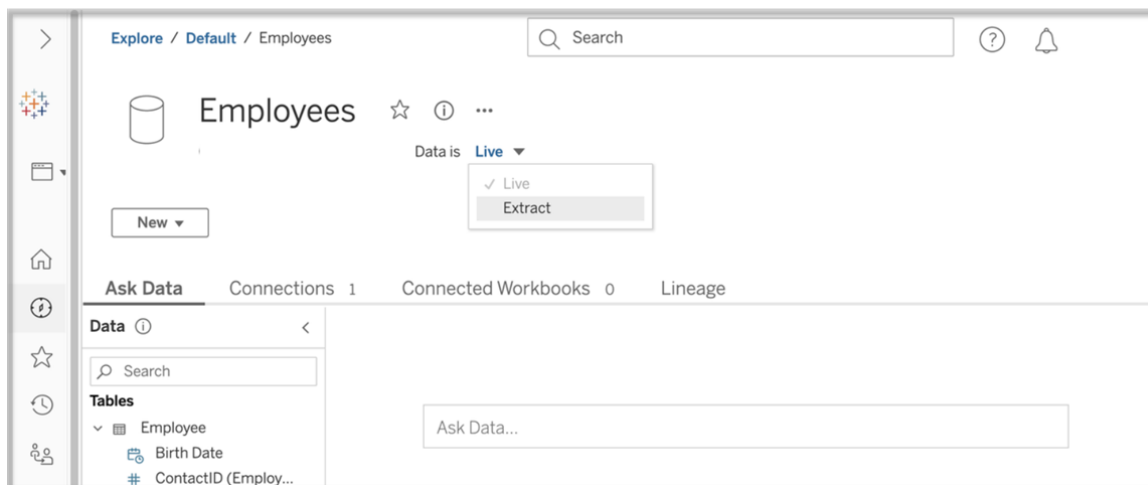 Explore / Default / Employees
Search
Employees
Data is Live
Live
Extract
New
Ask Data
Connections 1
Connected Workbooks 0
Lineage
Data
Search
Tables
Employee
Birth Date
ContactID (Employ...
Ask Data...